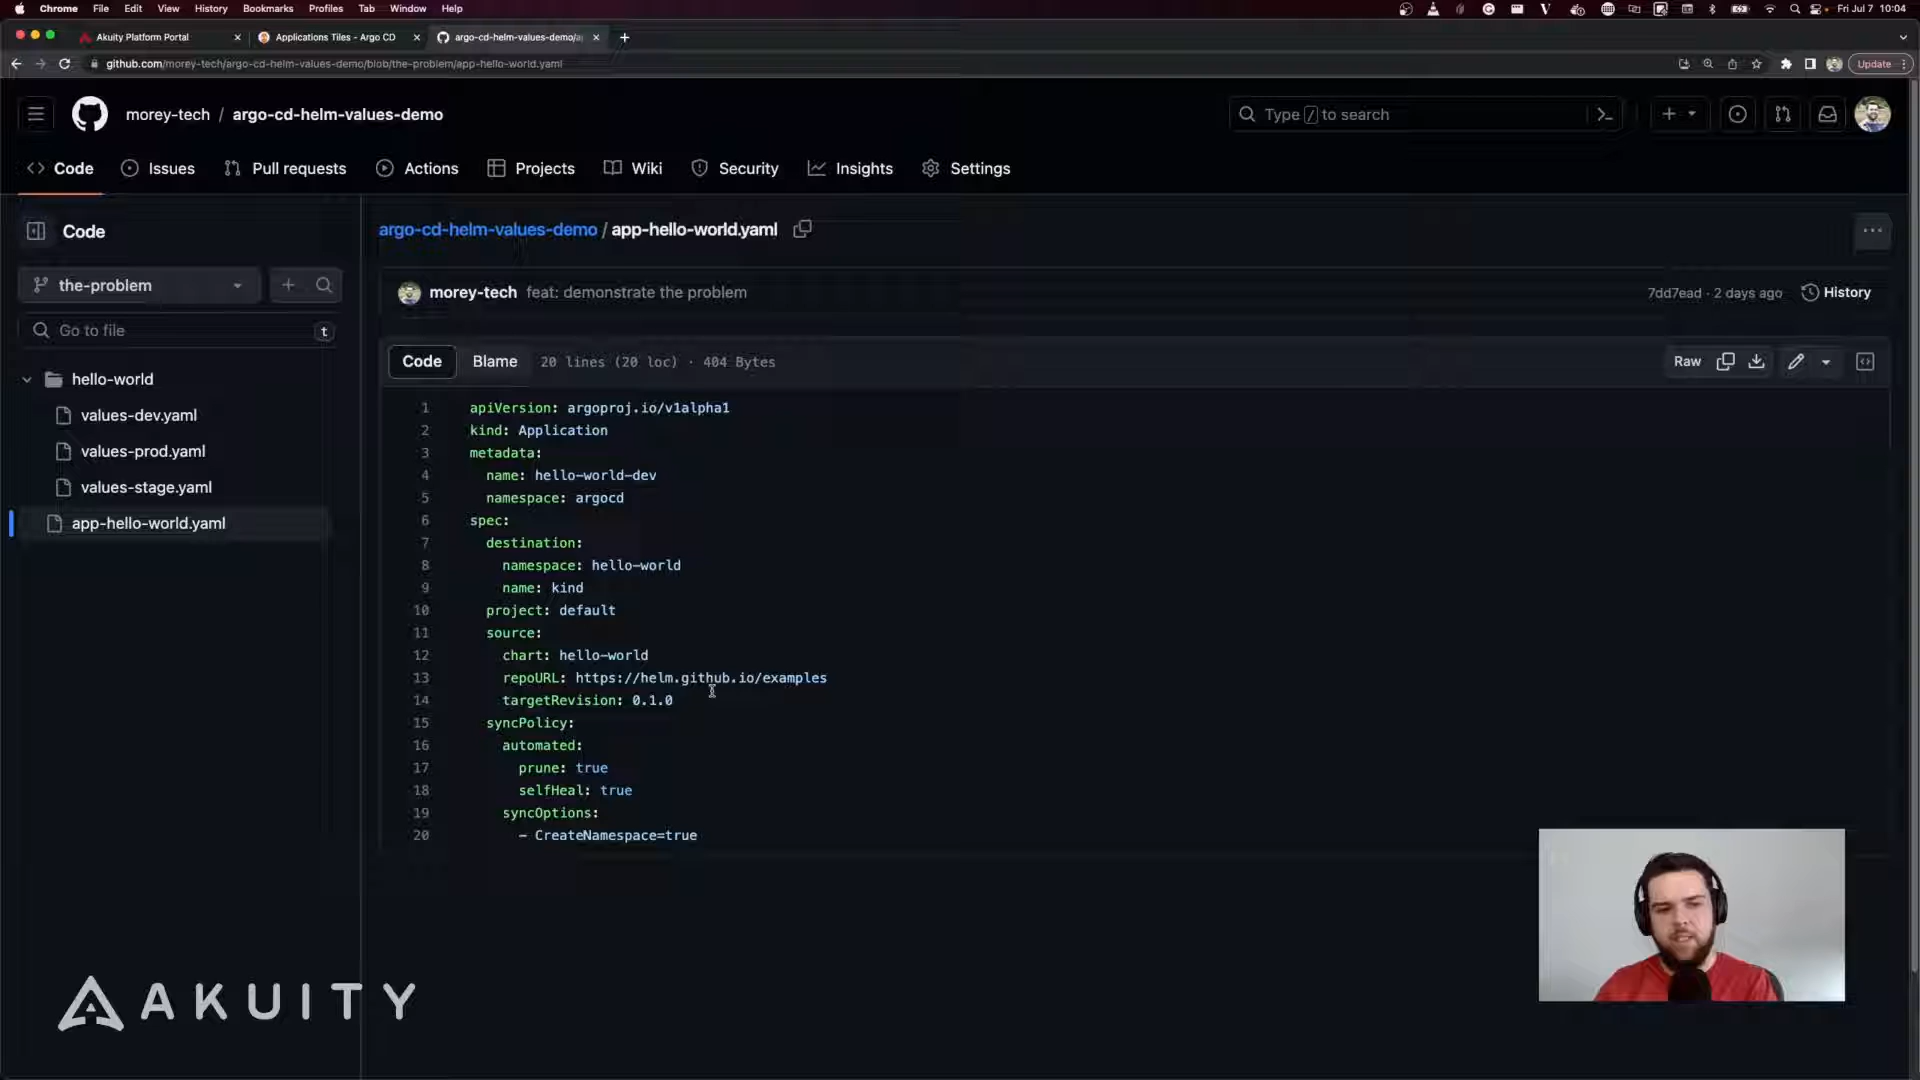 Chrome File Edit View History Bookmarks Profiles Tab Window Help Fri Jul 7 10:04
Akuity Platform Portal Applications Tiles - Argo CD argo-cd-helm-values-demo/a
github.com/morey-tech/argo-cd-helm-values-demo/blob/the-problem/app-hello-world.yaml Update
morey-tech / argo-cd-helm-values-demo Type / to search
Code Issues Pull requests Actions Projects Wiki Security Insights Settings
Code
argo-cd-helm-values-demo / app-hello-world.yaml
the-problem
morey-tech feat: demonstrate the problem 7dd7ead · 2 days ago History
Go to file t
Code Blame 20 lines (20 loc) · 404 Bytes Raw
hello-world
values-dev.yaml
values-prod.yaml
values-stage.yaml
app-hello-world.yaml
1 apiVersion: argoproj.io/v1alpha1
2 kind: Application
3 metadata:
4 name: hello-world-dev
5 namespace: argocd
6 spec:
7 destination:
8 namespace: hello-world
9 name: kind
10 project: default
11 source:
12 chart: hello-world
13 repoURL: https://helm.github.io/examples
14 targetRevision: 0.1.0
15 syncPolicy:
16 automated:
17 prune: true
18 selfHeal: true
19 syncOptions:
20 - CreateNamespace=true
AKUITY